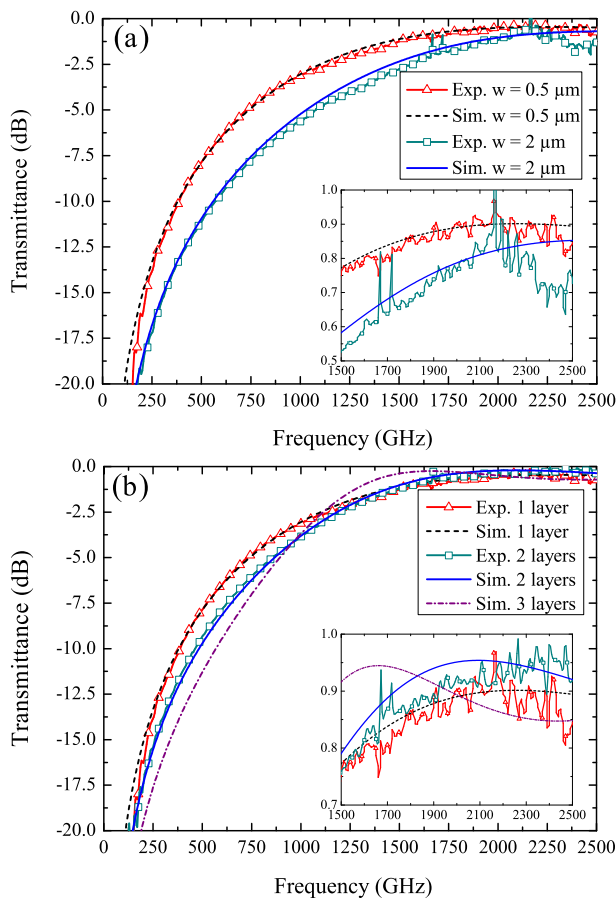 (a)
Transmittance (dB)
0.0
-2.5
-5.0
-7.5
-10.0
-12.5
-15.0
-17.5
-20.0
Exp. w = 0.5 µm
Sim. w = 0.5 µm
Exp. w = 2 µm
Sim. w = 2 µm
1.0
0.9
0.8
0.7
0.6
0.5
1500 1700 1900 2100 2300 2500
0 250 500 750 1000 1250 1500 1750 2000 2250 2500
Frequency (GHz)
(b)
Transmittance (dB)
0.0
-2.5
-5.0
-7.5
-10.0
-12.5
-15.0
-17.5
-20.0
Exp. 1 layer
Sim. 1 layer
Exp. 2 layers
Sim. 2 layers
Sim. 3 layers
1.0
0.9
0.8
0.7
1500 1700 1900 2100 2300 2500
0 250 500 750 1000 1250 1500 1750 2000 2250 2500
Frequency (GHz)